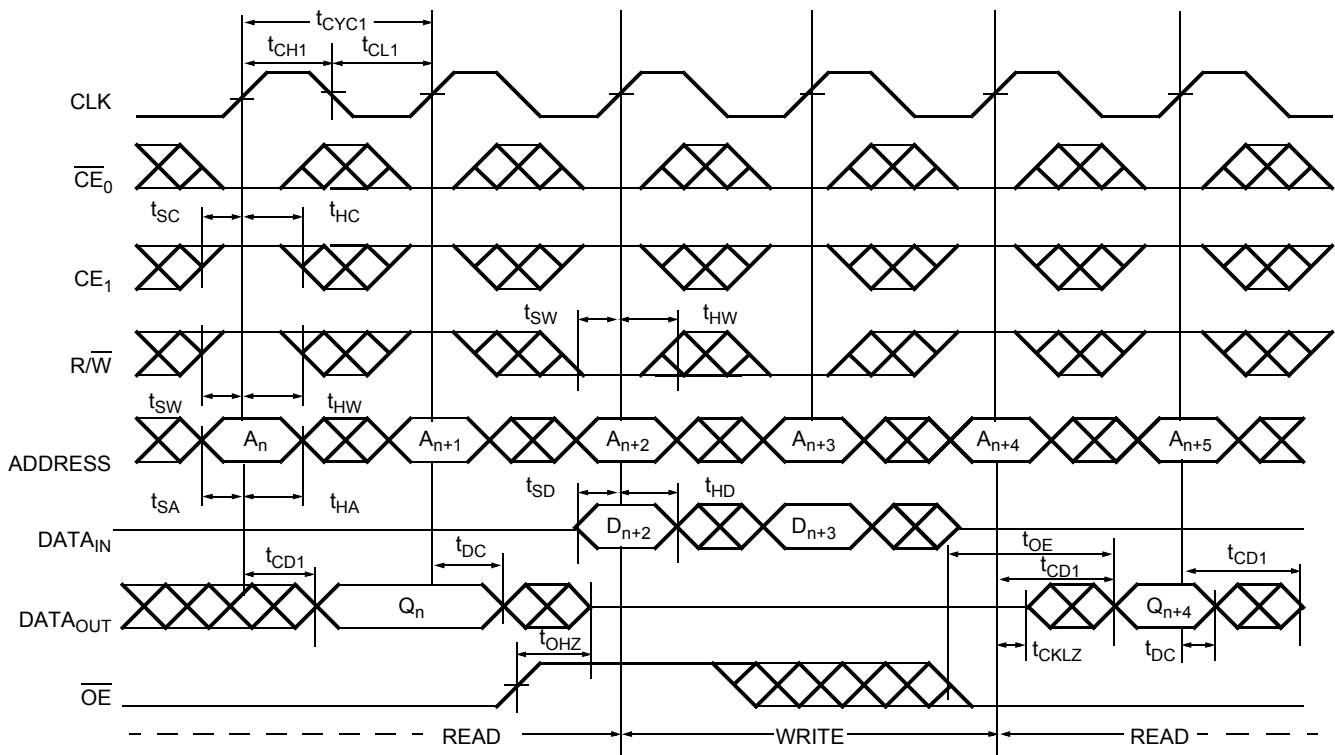 tCYC1
tCH1 tCL1
CLK
CE0
tSC tHC
CE1
tSW tHW
R/W
tSW tHW
An An+1 An+2 An+3 An+4 An+5
ADDRESS
tSA tHA tSD tHD
Dn+2 Dn+3
DATAIN
tOE
tCD1 tDC tCD1 tCD1
Qn Qn+4
DATAOUT
tOHZ tCKLZ tDC
OE
READ WRITE READ